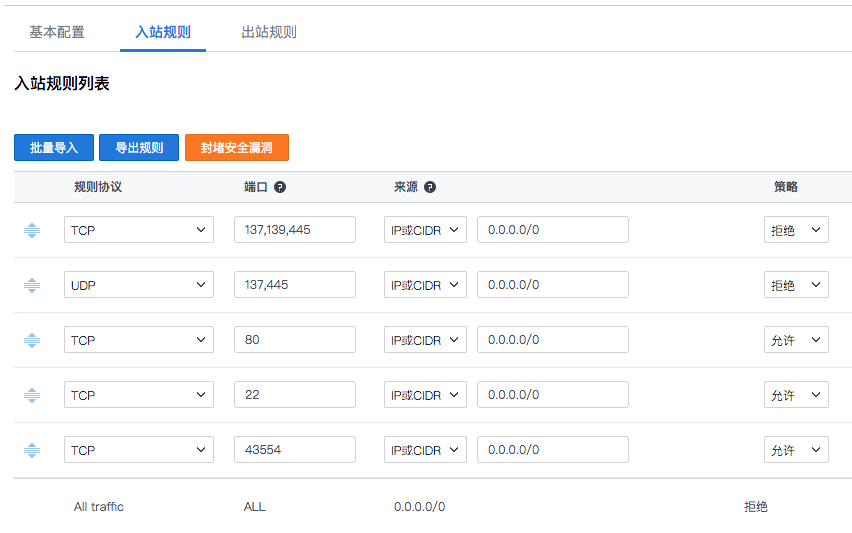 基本配置 入站规则 出站规则
入站规则列表
批量导入 导出规则 封堵安全漏洞
规则协议 端口 ? 来源 ? 策略
TCP 137,139,445 IP或CIDR 0.0.0.0/0 拒绝
UDP 137,445 IP或CIDR 0.0.0.0/0 拒绝
TCP 80 IP或CIDR 0.0.0.0/0 允许
TCP 22 IP或CIDR 0.0.0.0/0 允许
TCP 43554 IP或CIDR 0.0.0.0/0 允许
All traffic ALL 0.0.0.0/0 拒绝